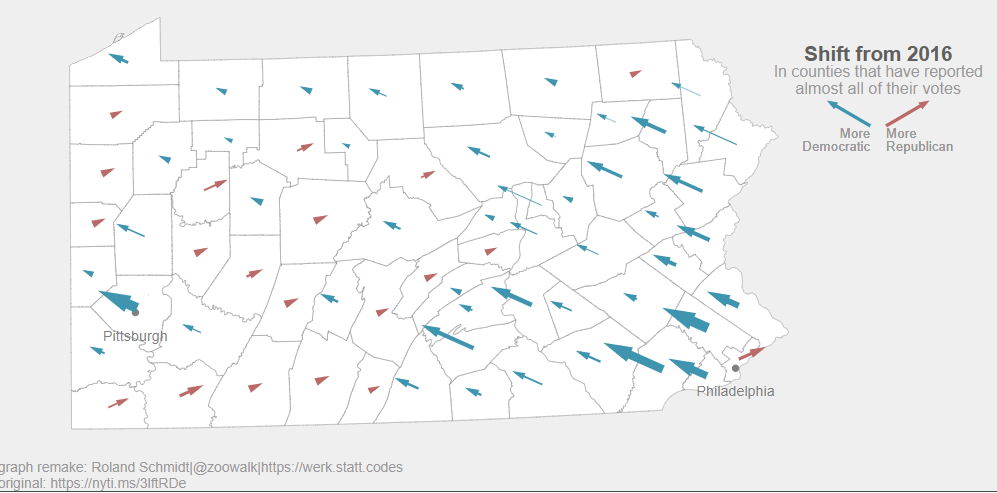 Shift from 2016
In counties that have reported
almost all of their votes
More
Democratic
More
Republican
Pittsburgh
Philadelphia
graph remake: Roland Schmidt|@zoowalk|https://werk.statt.codes
original: https://nyti.ms/3lftRDe